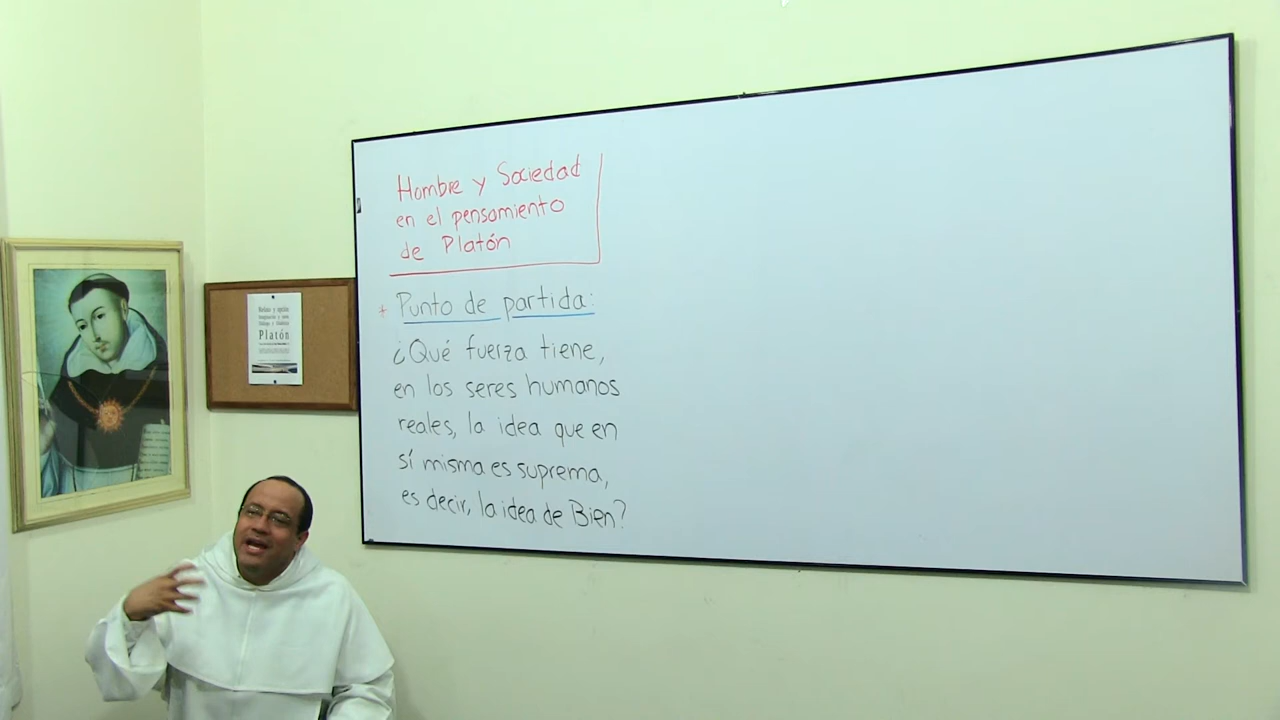 Hombre y Sociedad
en el pensamiento
de Platón
+ Punto de partida:
¿Qué fuerza tiene,
en los seres humanos
reales, la idea que en
sí misma es suprema,
es decir, la idea de Bien?
Platón